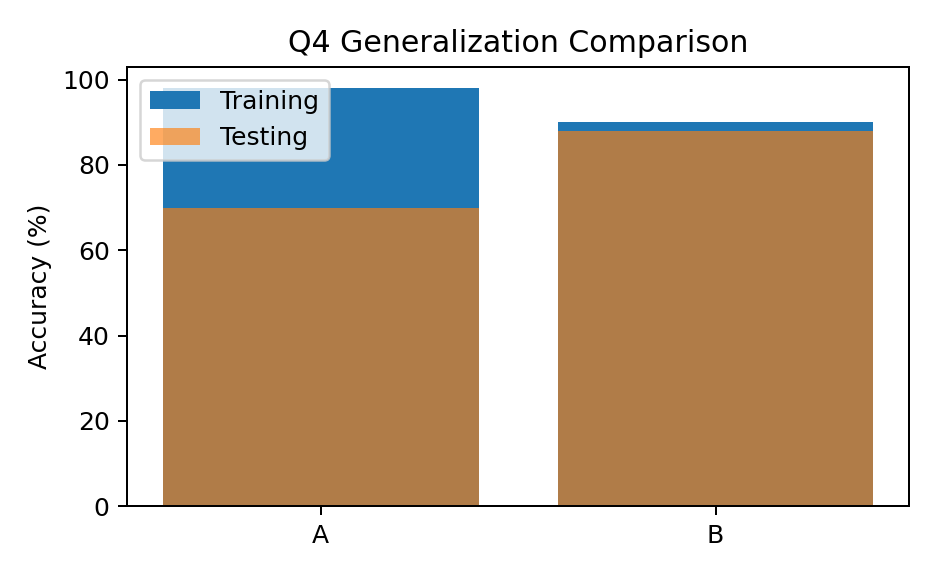 Q4 Generalization Comparison
Accuracy (%)
100
80
60
40
20
0
Training
Testing
A
B